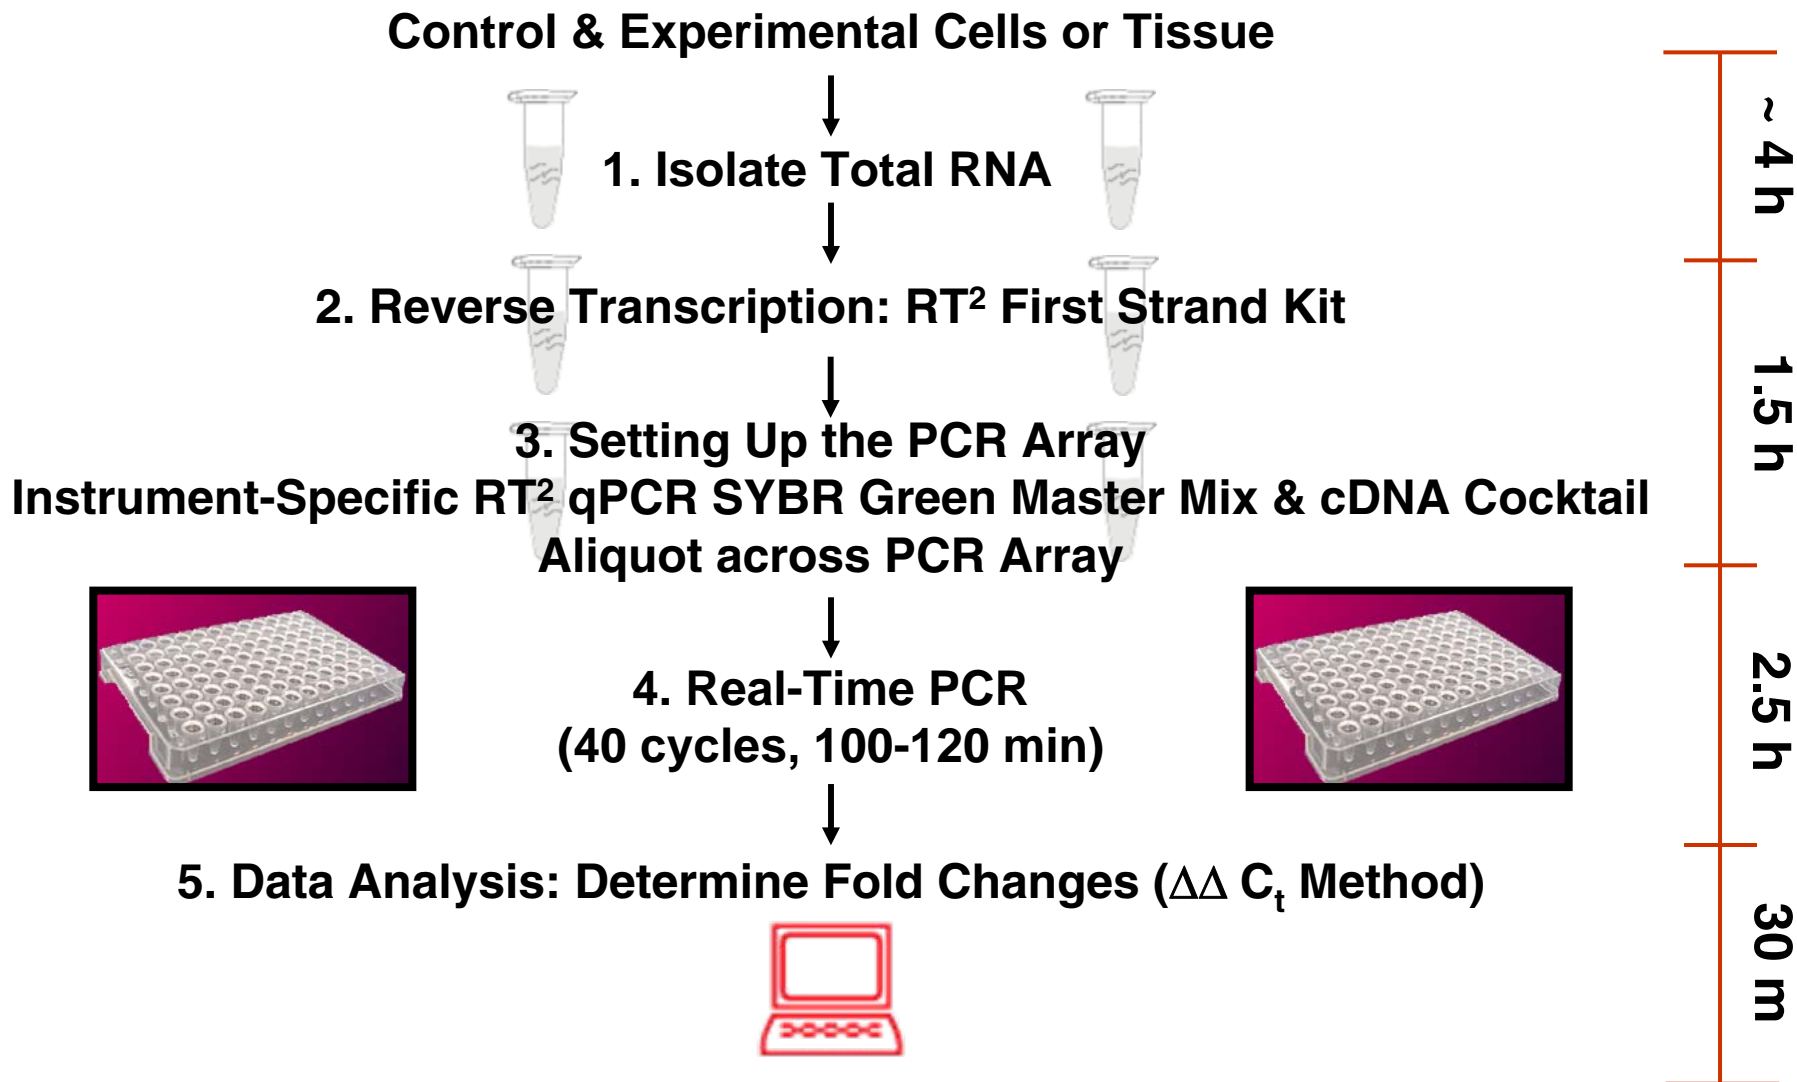 Control & Experimental Cells or Tissue
1. Isolate Total RNA
2. Reverse Transcription: RT² First Strand Kit
3. Setting Up the PCR Array
Instrument-Specific RT² qPCR SYBR Green Master Mix & cDNA Cocktail
Aliquot across PCR Array
4. Real-Time PCR
(40 cycles, 100-120 min)
5. Data Analysis: Determine Fold Changes (ΔΔ Ct Method)
~ 4 h
1.5 h
2.5 h
30 m